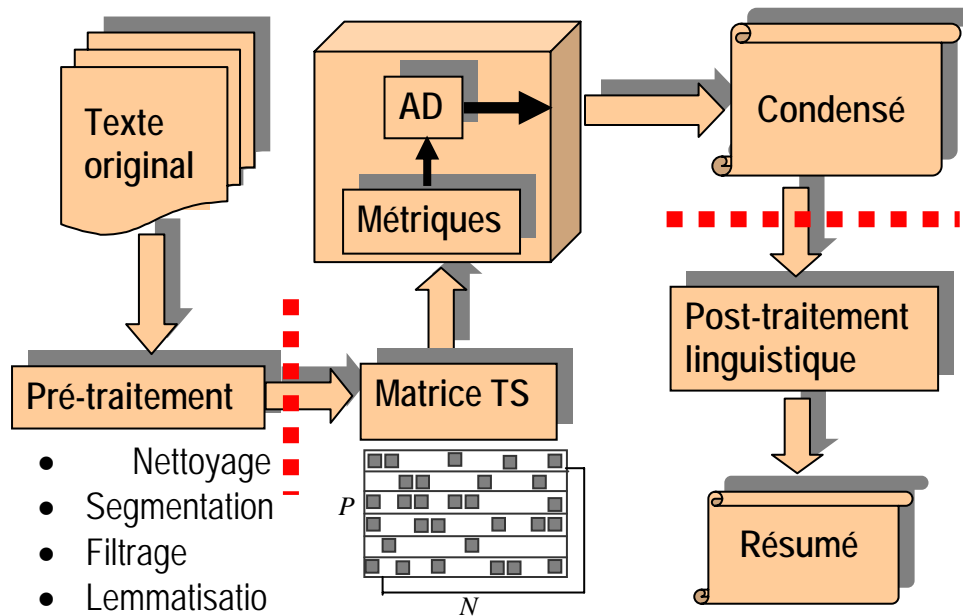 Texte
original
Pré-traitement
• Nettoyage
• Segmentation
• Filtrage
• Lemmatisatio
AD
Métriques
Matrice TS
P
N
Condensé
Post-traitement
linguistique
Résumé